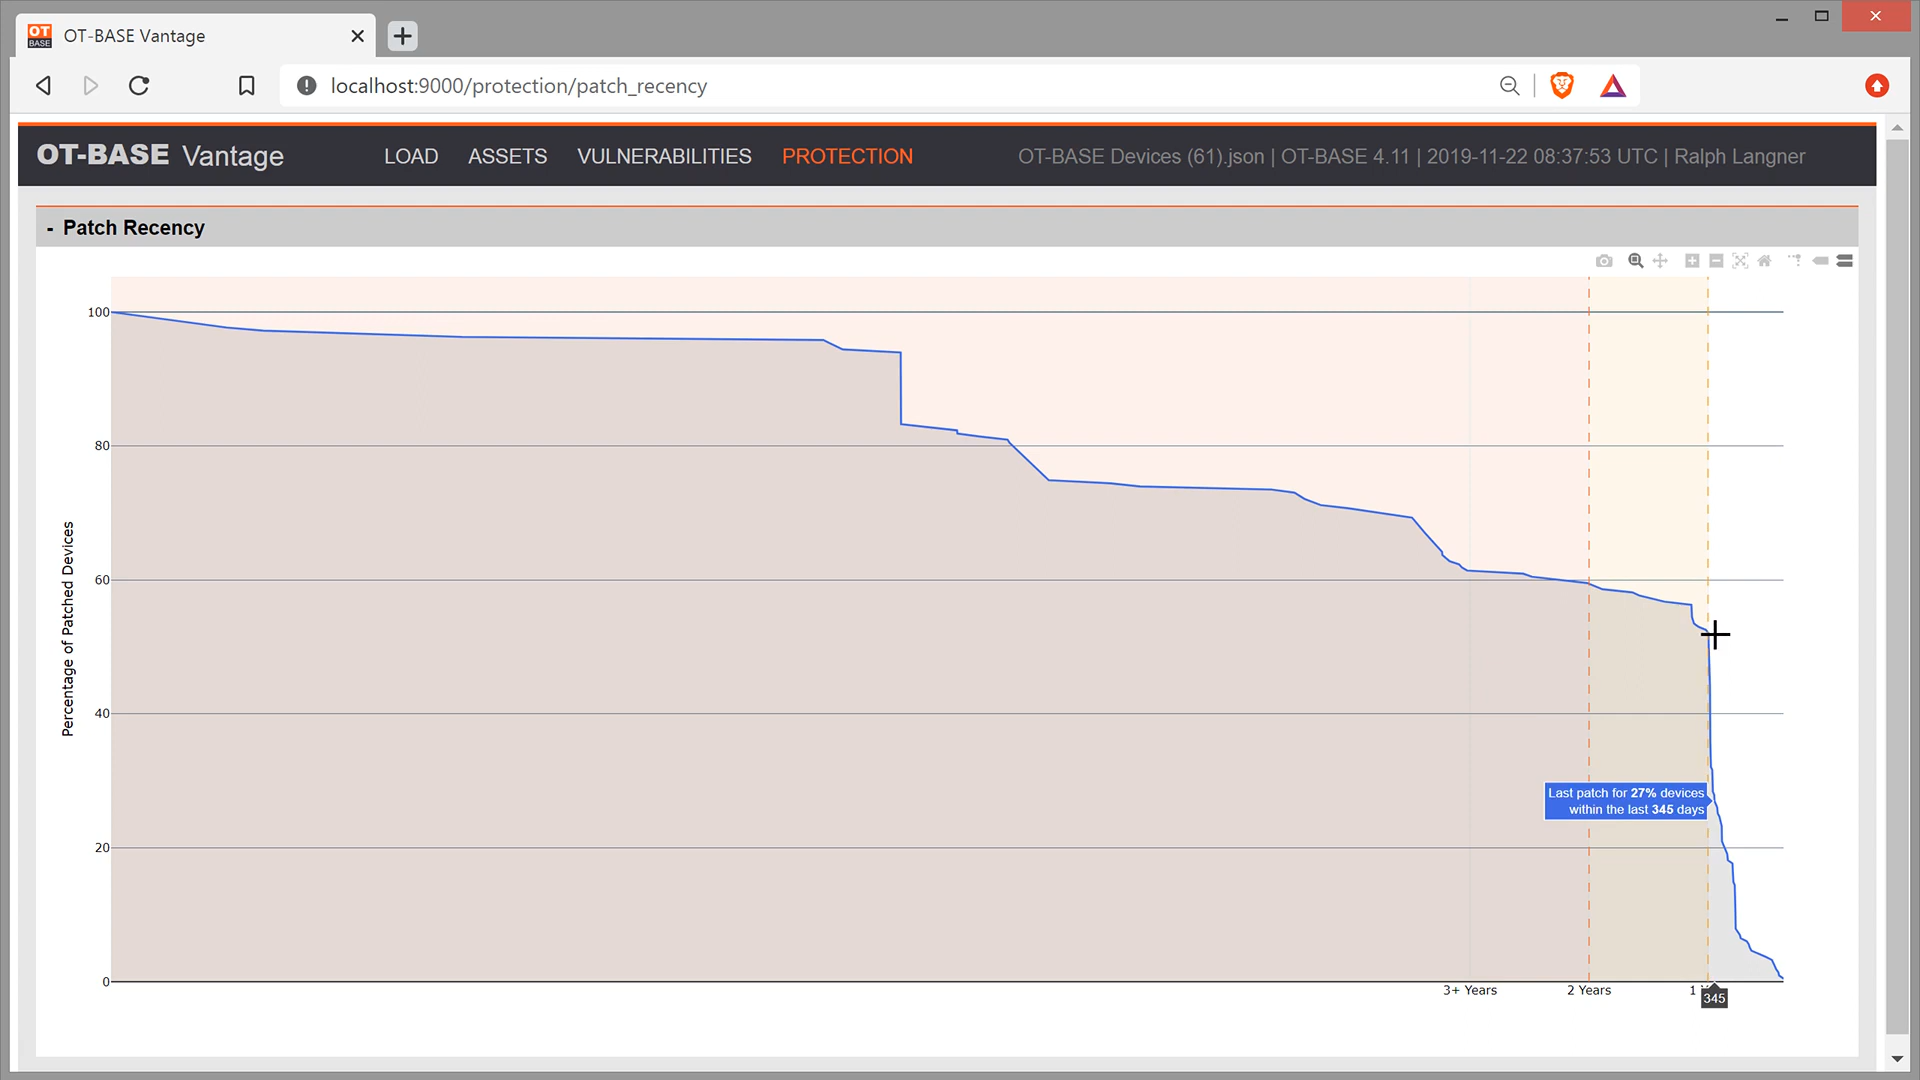 OT-BASE Vantage
OT
BASE
localhost:9000/protection/patch_recency
OT-BASE Vantage
LOAD ASSETS VULNERABILITIES PROTECTION
OT-BASE Devices (61).json | OT-BASE 4.11 | 2019-11-22 08:37:53 UTC | Ralph Langner
- Patch Recency
Percentage of Patched Devices
100
80
60
40
20
0
Last patch for 27% devices
within the last 345 days
3+ Years
2 Years
1
345